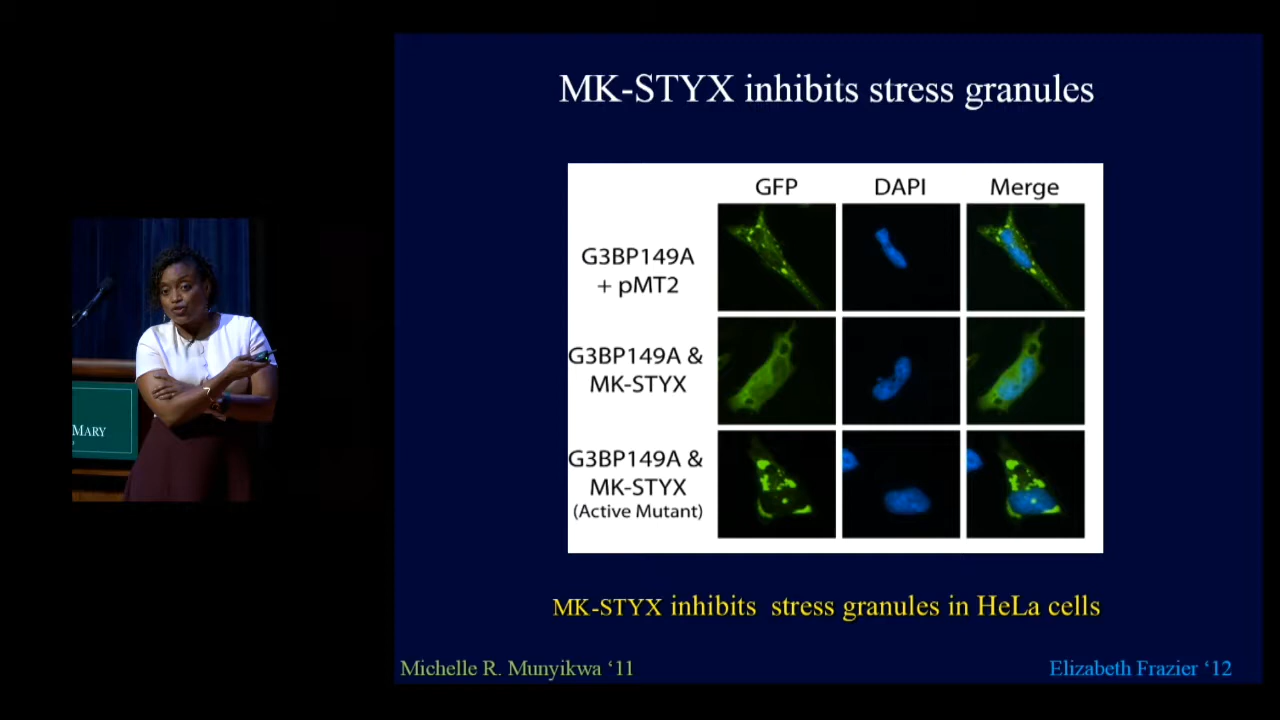 MK-STYX inhibits stress granules
GFP DAPI Merge
G3BP149A
+ pMT2
G3BP149A &
MK-STYX
G3BP149A &
MK-STYX
(Active Mutant)
MK-STYX inhibits stress granules in HeLa cells
Michelle R. Munyikwa ‘11
Elizabeth Frazier ‘12
MARY